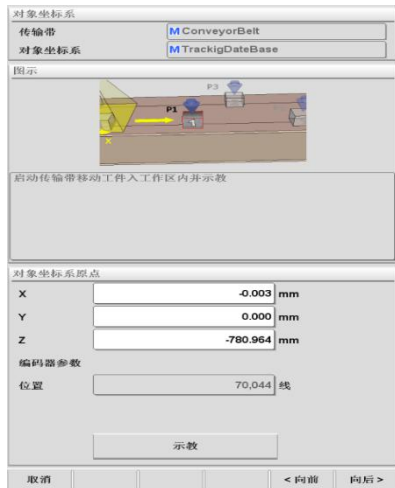 对象坐标系
传输带 M ConveyorBelt
对象坐标系 M TrackigDateBase
图示
P3
P1
X
启动传输带移动工件入工作区内并示教
对象坐标系原点
X -0.003 mm
Y 0.000 mm
Z -780.964 mm
编码器参数
位置 70,044 线
示教
取消 <向前 向后>